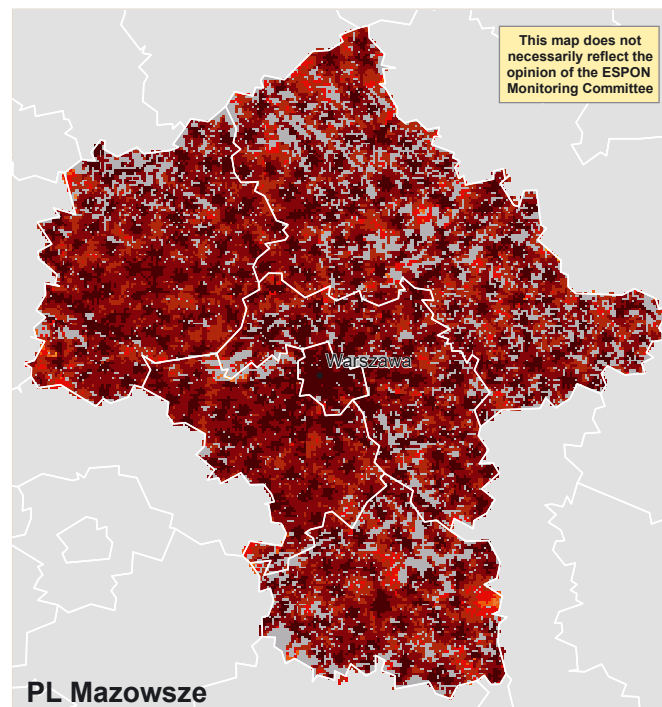 This map does not
necessarily reflect the
opinion of the ESPON
Monitoring Committee
Warszawa
PL Mazowsze